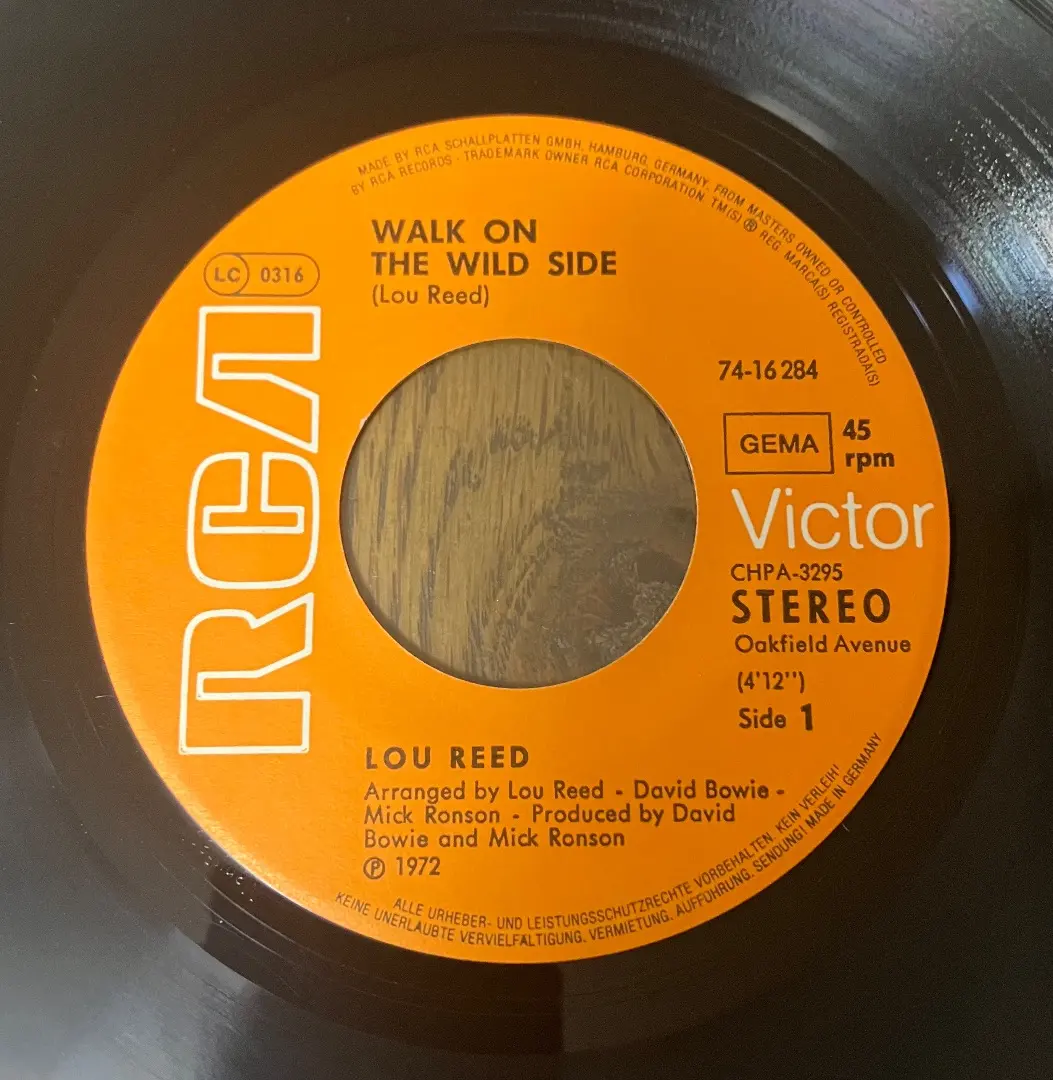 MADE BY RCA SCHALLPLATTEN GMBH, HAMBURG, GERMANY, FROM MASTERS OWNED OR CONTROLLED
BY RCA RECORDS · TRADEMARK OWNER RCA CORPORATION. TM(S) ® REG. MARCA(S) REGISTRADA(S)
WALK ON
THE WILD SIDE
(Lou Reed)
LC 0316
RCA
74-16 284
GEMA
45
rpm
Victor
CHPA-3295
STEREO
Oakfield Avenue
(4'12'')
Side 1
LOU REED
Arranged by Lou Reed - David Bowie -
Mick Ronson - Produced by David
Bowie and Mick Ronson
℗ 1972
ALLE URHEBER- UND LEISTUNGSSCHUTZRECHTE VORBEHALTEN. KEIN VERLEIH!
KEINE UNERLAUBTE VERVIELFÄLTIGUNG, VERMIETUNG, AUFFÜHRUNG, SENDUNG! MADE IN GERMANY